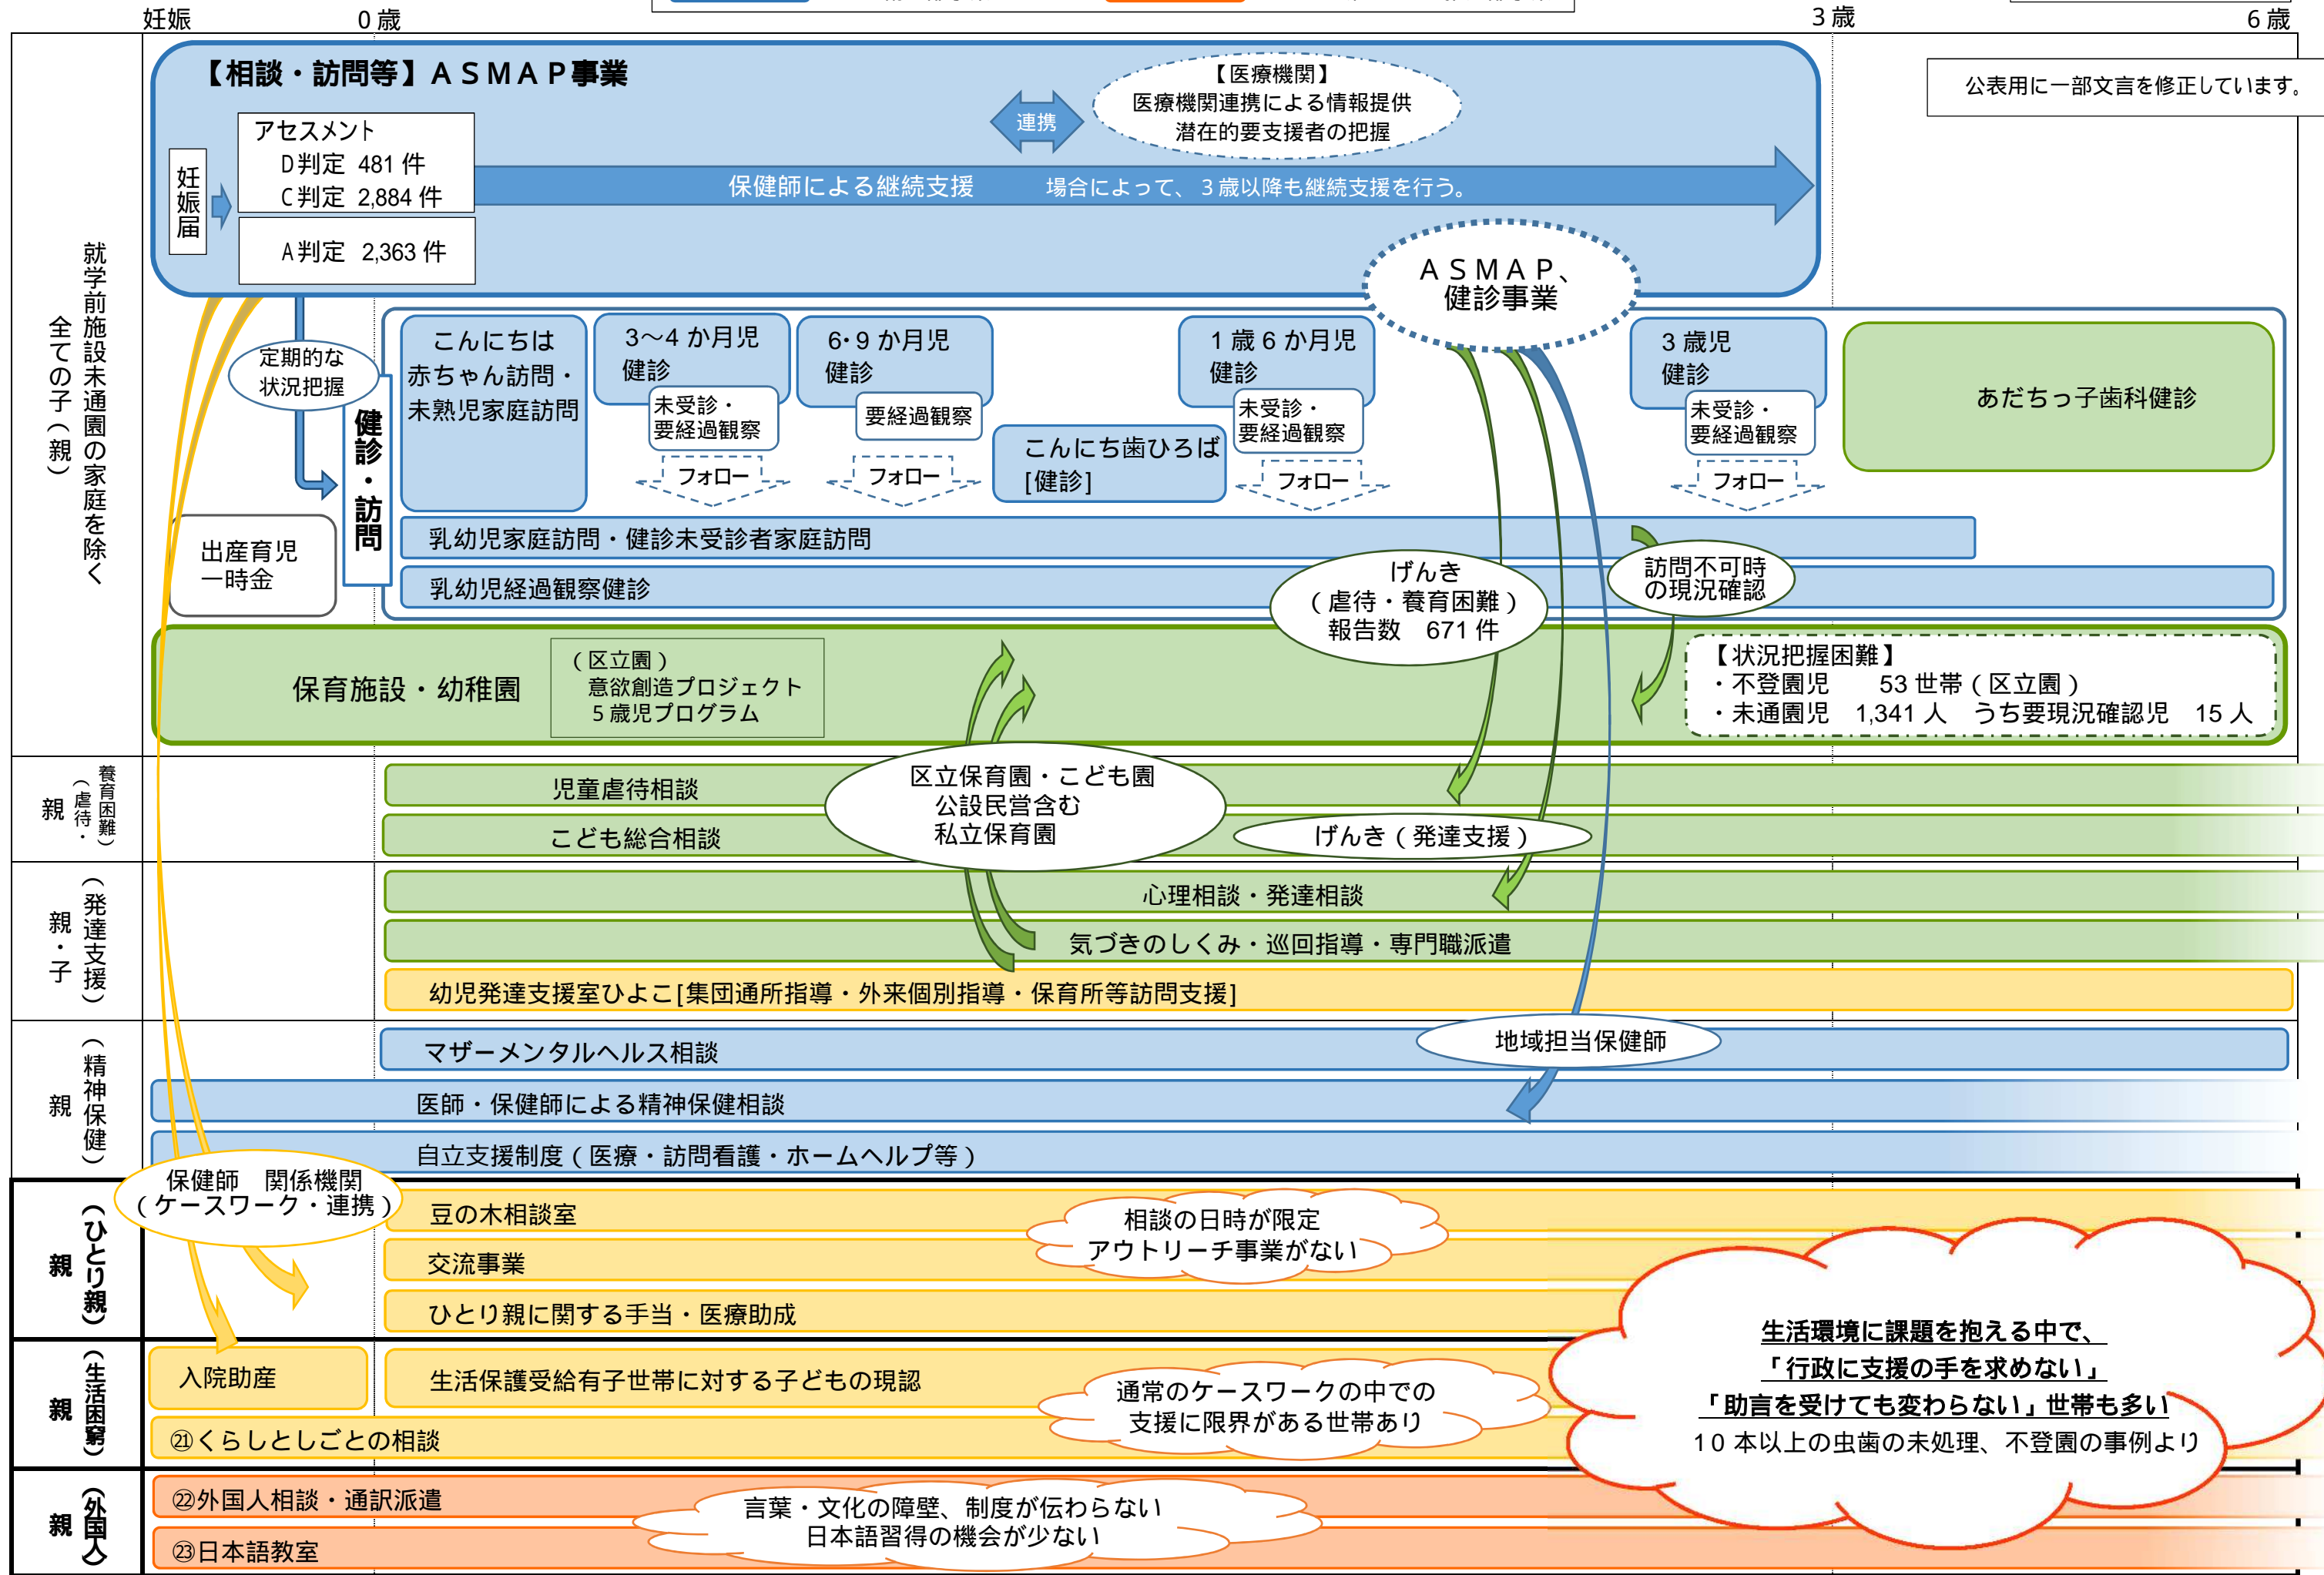 妊娠
0歳
3歳
6歳
公表用に一部文言を修正しています。
就学前施設未通園の家庭を除く
全ての子（親）
【相談・訪問等】ＡＳＭＡＰ事業
妊娠届
アセスメント
D判定 481件
C判定 2,884件
A判定 2,363件
連携
【医療機関】
医療機関連携による情報提供
潜在的要支援者の把握
保健師による継続支援
場合によって、3歳以降も継続支援を行う。
ＡＳＭＡＰ、
健診事業
定期的な
状況把握
健診・訪問
こんにちは
赤ちゃん訪問・
未熟児家庭訪問
3～4か月児
健診
未受診・
要経過観察
フォロー
6・9か月児
健診
要経過観察
フォロー
こんにち歯ひろば
[健診]
1歳6か月児
健診
未受診・
要経過観察
フォロー
3歳児
健診
未受診・
要経過観察
フォロー
あだちっ子歯科健診
出産育児
一時金
乳幼児家庭訪問・健診未受診者家庭訪問
乳幼児経過観察健診
げんき
（虐待・養育困難）
報告数　671件
訪問不可時
の現況確認
保育施設・幼稚園
（区立園）
意欲創造プロジェクト
5歳児プログラム
【状況把握困難】
・不登園児　53世帯（区立園）
・未通園児　1,341人　うち要現況確認児　15人
養育困難）
（虐待・
親
児童虐待相談
こども総合相談
区立保育園・こども園
公設民営含む
私立保育園
げんき（発達支援）
（発達支援）
親・子
心理相談・発達相談
気づきのしくみ・巡回指導・専門職派遣
幼児発達支援室ひよこ[集団通所指導・外来個別指導・保育所等訪問支援]
（精神保健）
親
マザーメンタルヘルス相談
地域担当保健師
医師・保健師による精神保健相談
自立支援制度（医療・訪問看護・ホームヘルプ等）
保健師　関係機関
（ケースワーク・連携）
（ひとり親）
親
豆の木相談室
交流事業
ひとり親に関する手当・医療助成
相談の日時が限定
アウトリーチ事業がない
（生活困窮）
親
入院助産
生活保護受給有子世帯に対する子どもの現認
㉑くらしとしごとの相談
通常のケースワークの中での
支援に限界がある世帯あり
生活環境に課題を抱える中で、
「行政に支援の手を求めない」
「助言を受けても変わらない」世帯も多い
10本以上の虫歯の未処理、不登園の事例より
（外国人）
親
㉒外国人相談・通訳派遣
㉓日本語教室
言葉・文化の障壁、制度が伝わらない
日本語習得の機会が少ない